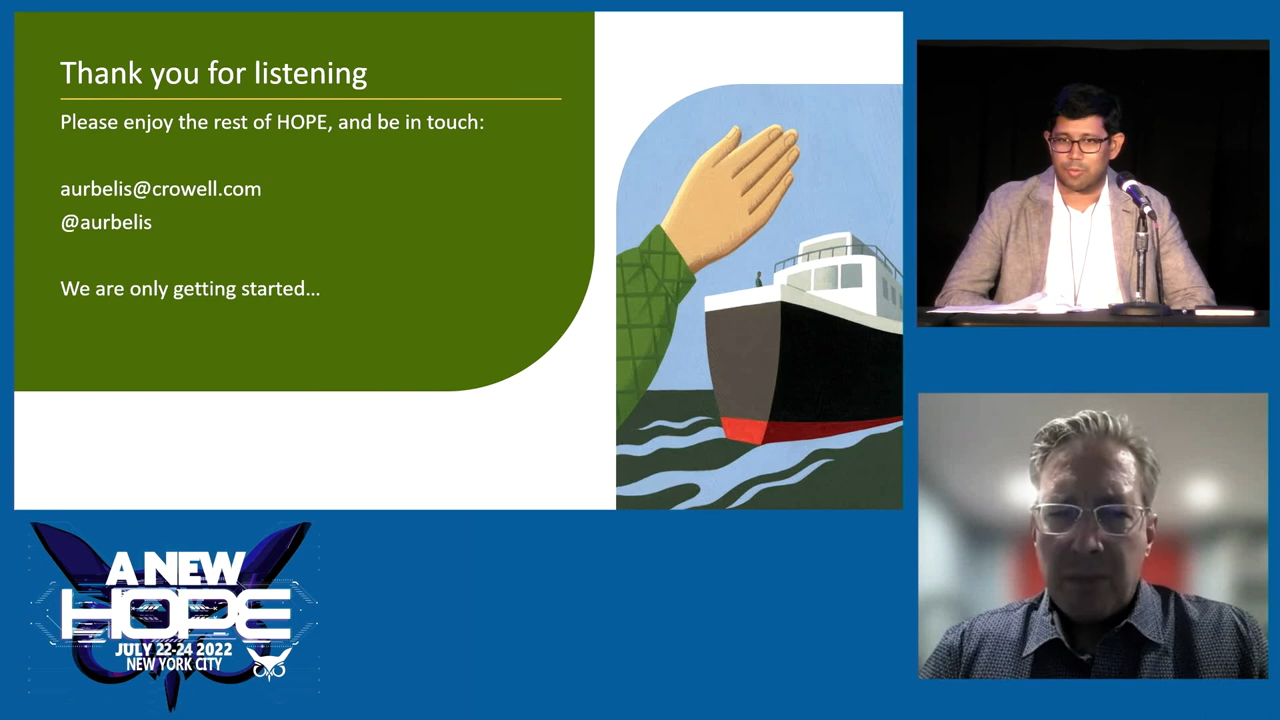 Thank you for listening
Please enjoy the rest of HOPE, and be in touch:
aurbelis@crowell.com
@aurbelis
We are only getting started...
A NEW
HOPE
JULY 22-24 2022
NEW YORK CITY